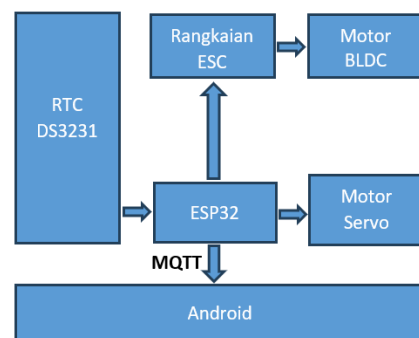 Rangkaian
ESC
Motor
BLDC
RTC
DS3231
ESP32
Motor
Servo
MQTT
Android